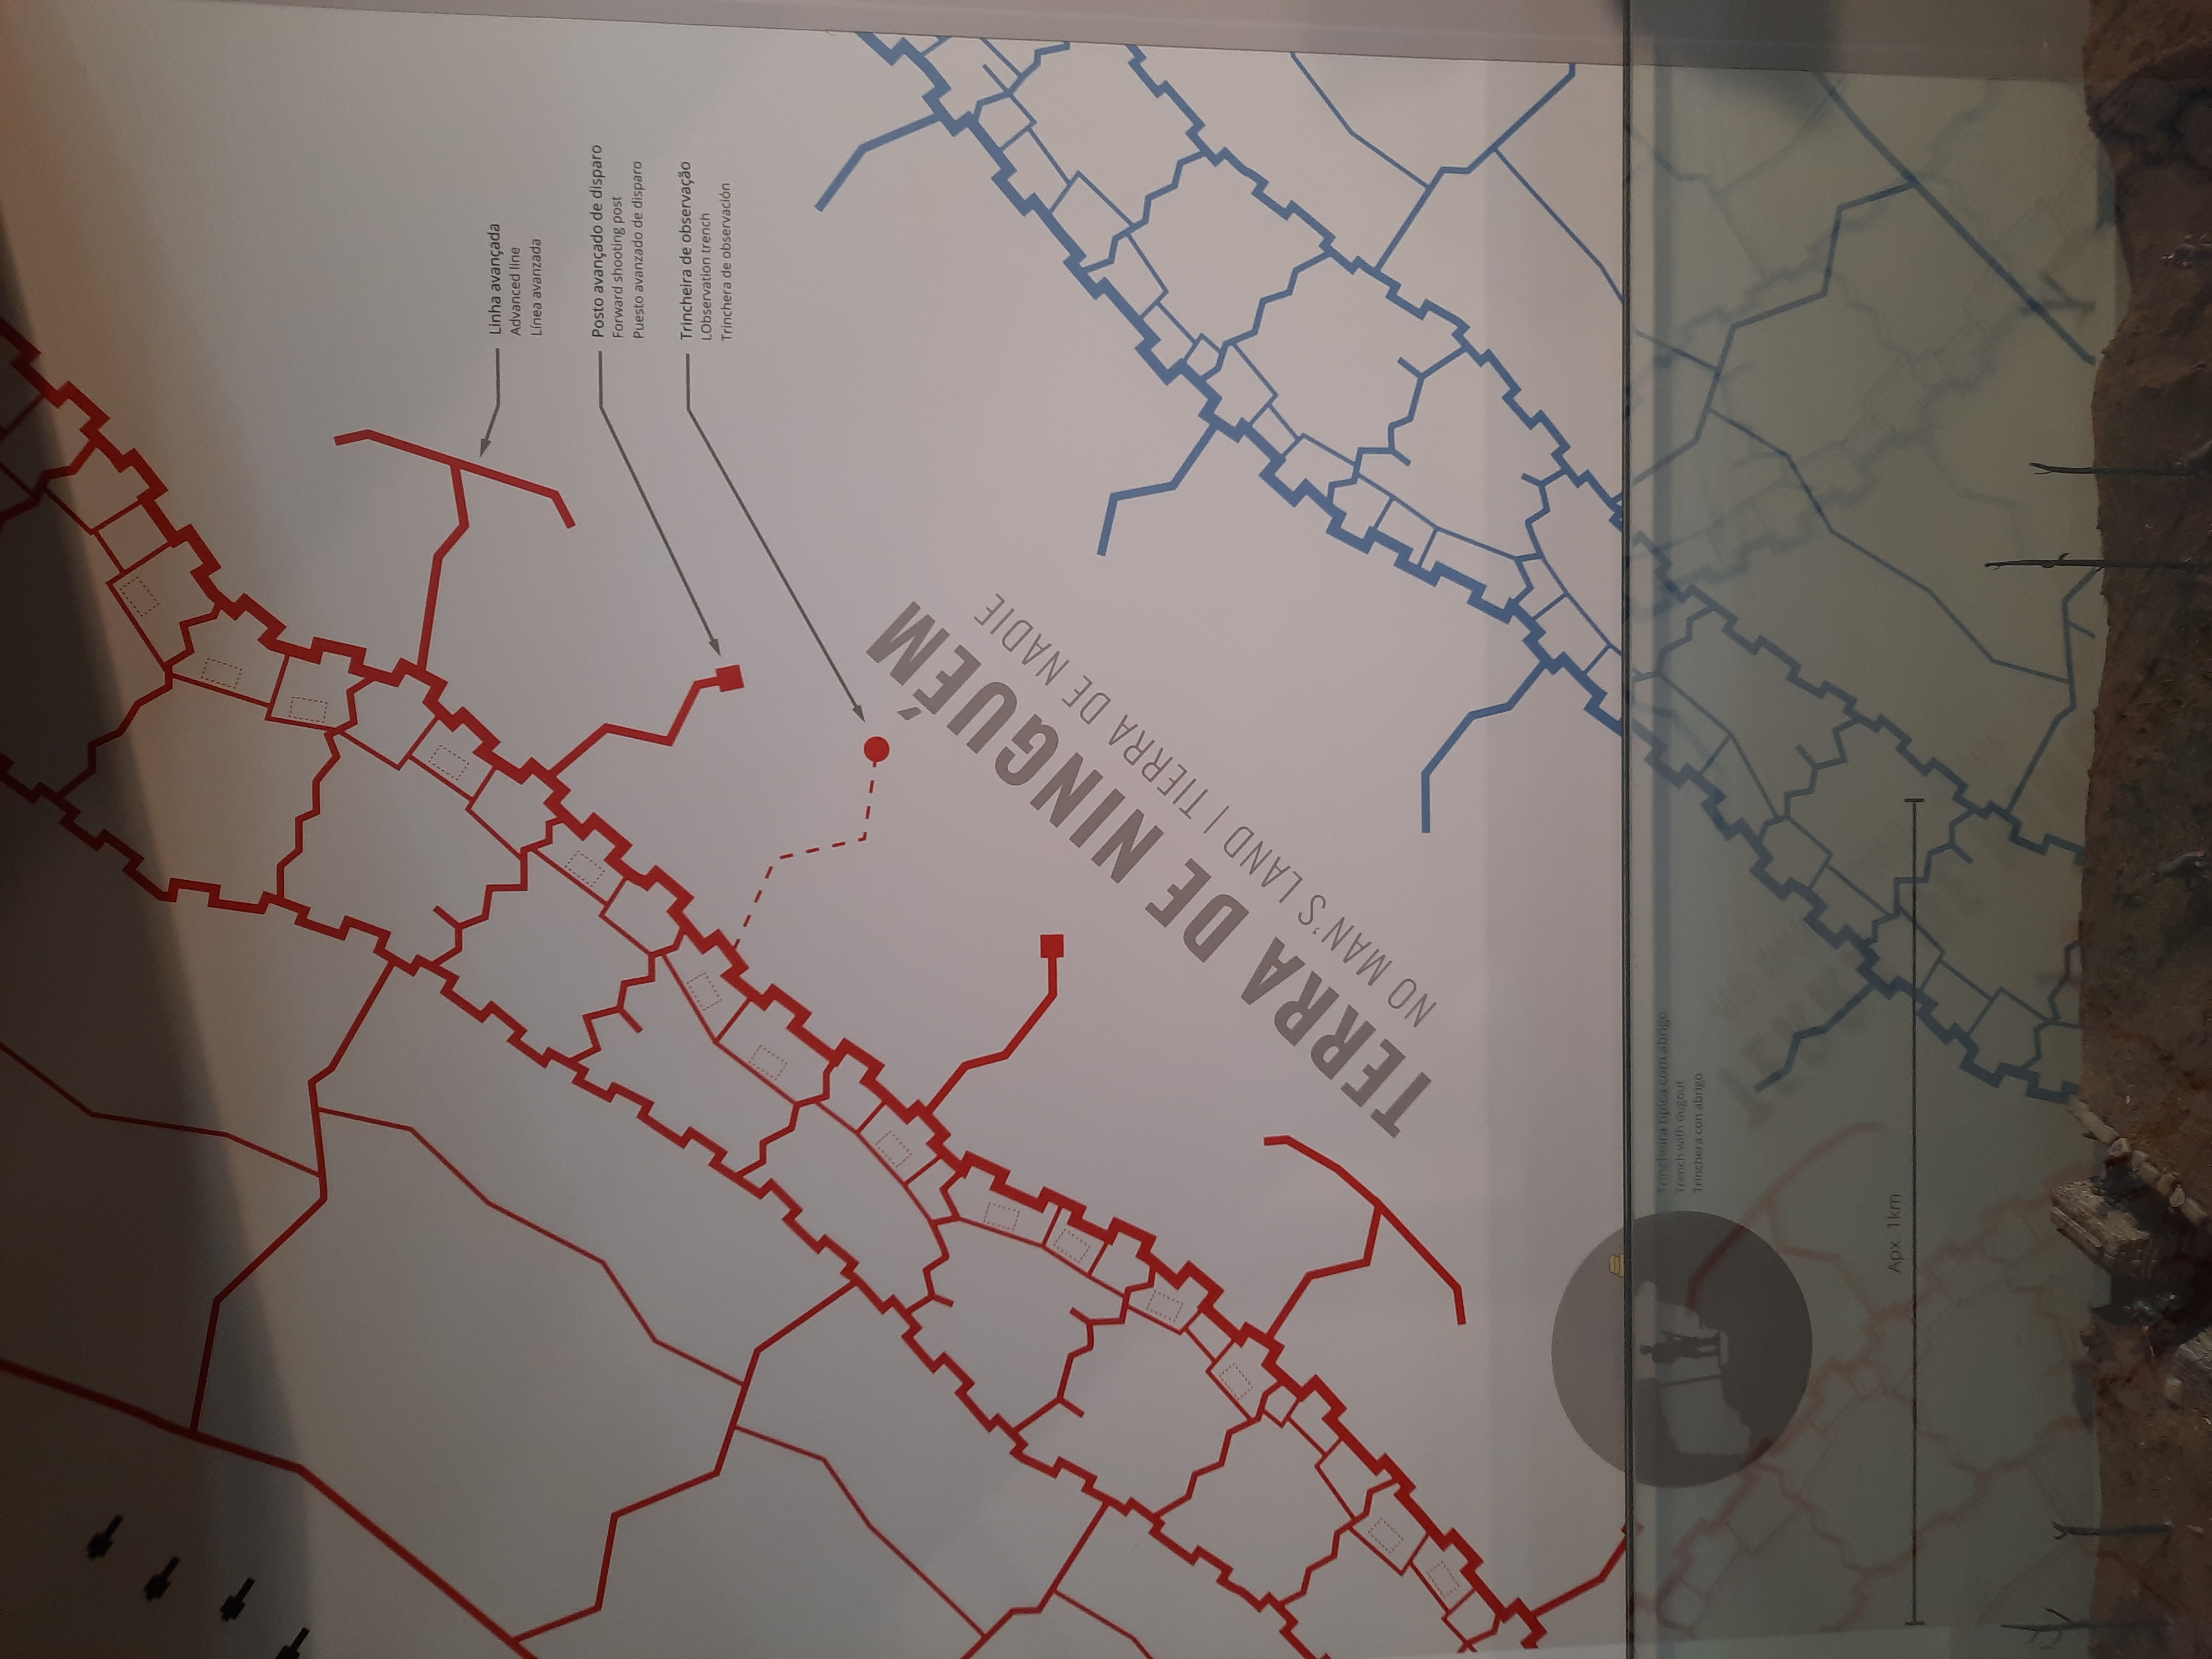 Linha avançada
Advanced line
Línea avanzada
Posto avançado de disparo
Forward shooting post
Puesto avanzado de disparo
Trincheira de observação
LObservation trench
Trinchera de observación
TERRA DE NINGUÉM
NO MAN'S LAND | TIERRA DE NADIE
Trincheira típica com abrigo
Trench with dugout
Trinchera con abrigo
Apx. 1km